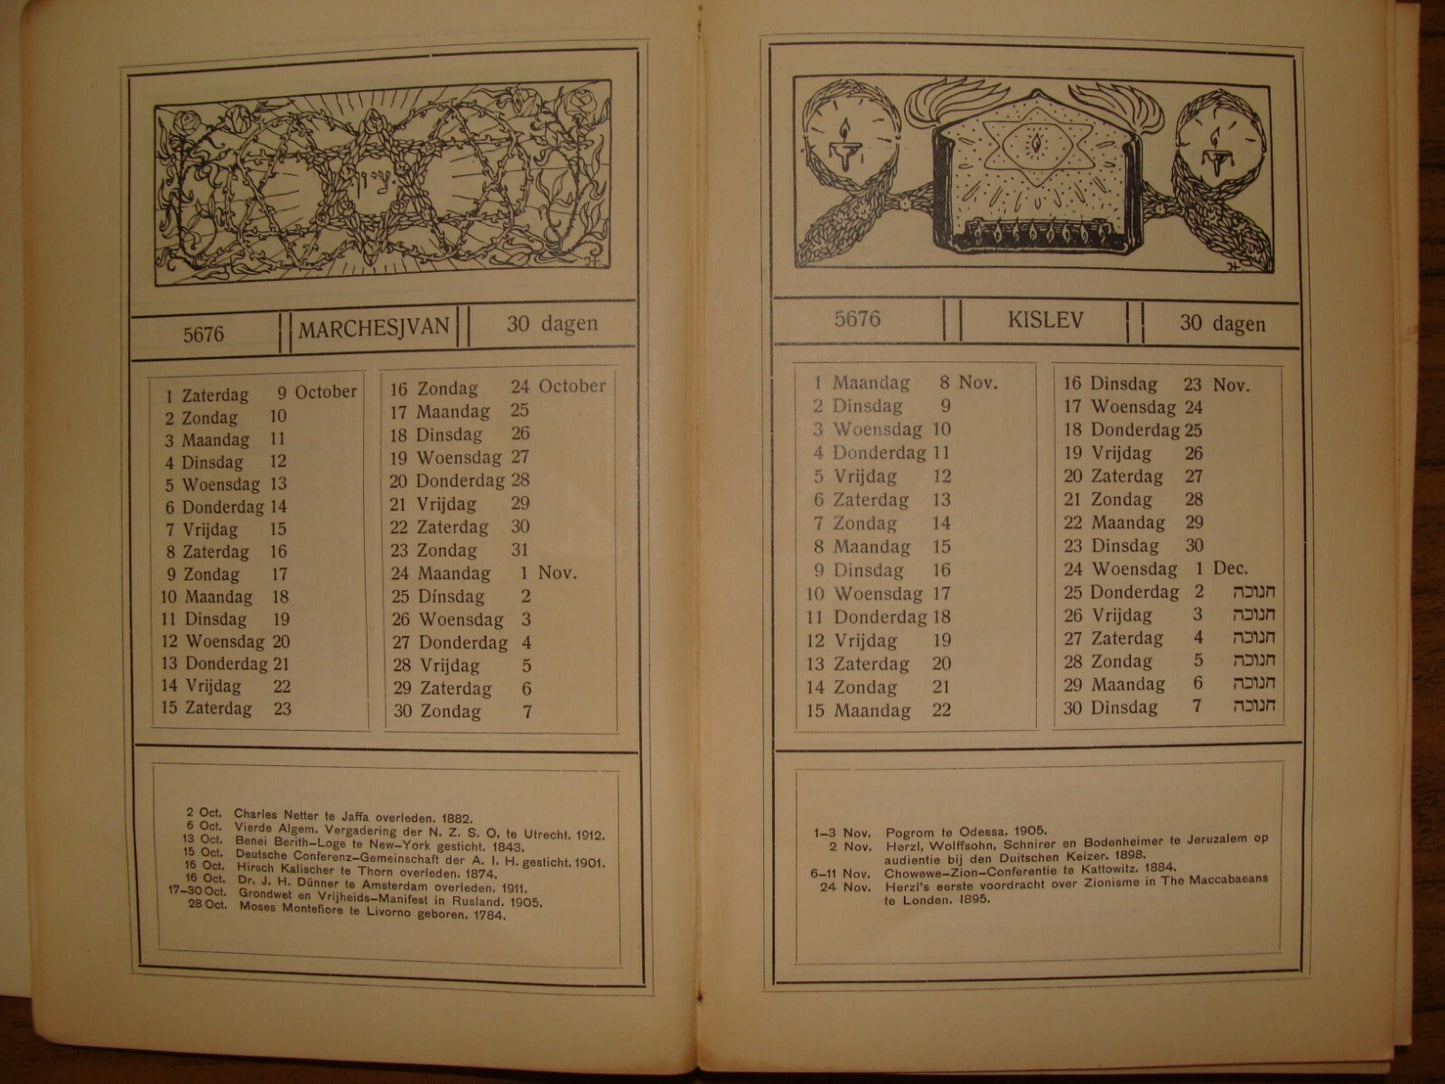 ציון
5676 MARCHESJVAN 30 dagen
1 Zaterdag 9 October
2 Zondag 10
3 Maandag 11
4 Dinsdag 12
5 Woensdag 13
6 Donderdag 14
7 Vrijdag 15
8 Zaterdag 16
9 Zondag 17
10 Maandag 18
11 Dinsdag 19
12 Woensdag 20
13 Donderdag 21
14 Vrijdag 22
15 Zaterdag 23
16 Zondag 24 October
17 Maandag 25
18 Dinsdag 26
19 Woensdag 27
20 Donderdag 28
21 Vrijdag 29
22 Zaterdag 30
23 Zondag 31
24 Maandag 1 Nov.
25 Dínsdag 2
26 Woensdag 3
27 Donderdag 4
28 Vrijdag 5
29 Zaterdag 6
30 Zondag 7
2 Oct. Charles Netter te Jaffa overleden. 1882.
6 Oct. Vierde Algem. Vergadering der N. Z. S. O. te Utrecht. 1912.
13 Oct. Benei Berith-Loge te New-York gesticht. 1843.
15 Oct. Deutsche Conferenz-Gemeinschaft der A. I. H. gesticht. 1901.
16 Oct. Hirsch Kalischer te Thorn overleden. 1874.
16 Oct. Dr. J. H. Dünner te Amsterdam overleden. 1911.
17-30 Oct. Grondwet en Vrijheids-Manifest in Rusland. 1905.
28 Oct. Moses Montefiore te Livorno geboren. 1784.
5676 KISLEV 30 dagen
1 Maandag 8 Nov.
2 Dinsdag 9
3 Woensdag 10
4 Donderdag 11
5 Vrijdag 12
6 Zaterdag 13
7 Zondag 14
8 Maandag 15
9 Dinsdag 16
10 Woensdag 17
11 Donderdag 18
12 Vrijdag 19
13 Zaterdag 20
14 Zondag 21
15 Maandag 22
16 Dinsdag 23 Nov.
17 Woensdag 24
18 Donderdag 25
19 Vrijdag 26
20 Zaterdag 27
21 Zondag 28
22 Maandag 29
23 Dinsdag 30
24 Woensdag 1 Dec.
25 Donderdag 2 חנוכה
26 Vrijdag 3 חנוכה
27 Zaterdag 4 חנוכה
28 Zondag 5 חנוכה
29 Maandag 6 חנוכה
30 Dinsdag 7 חנוכה
1-3 Nov. Pogrom te Odessa. 1905.
2 Nov. Herzl, Wolffsohn, Schnirer en Bodenheimer te Jeruzalem op
audientie bij den Duitschen Keizer. 1898.
6-11 Nov. Chowewe-Zion-Conferentie te Kattowitz. 1884.
24 Nov. Herzl's eerste voordracht over Zionisme in The Maccabaeans
te Londen. 1895.